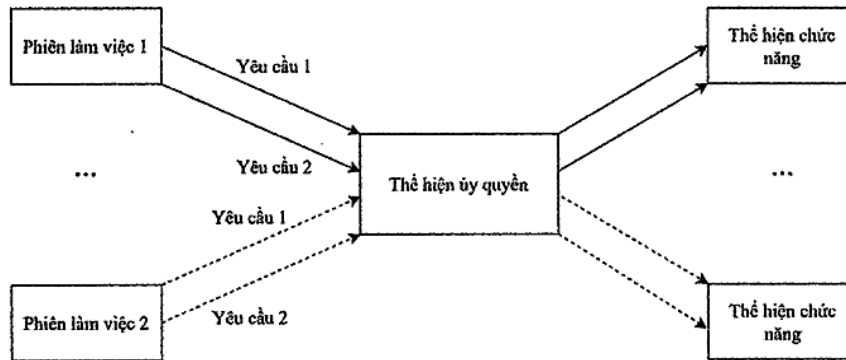 Phiên làm việc 1
Yêu cầu 1
Thể hiện chức
năng
...
Yêu cầu 2
Thể hiện ủy quyền
...
Yêu cầu 1
Phiên làm việc 2
Yêu cầu 2
Thể hiện chức
năng